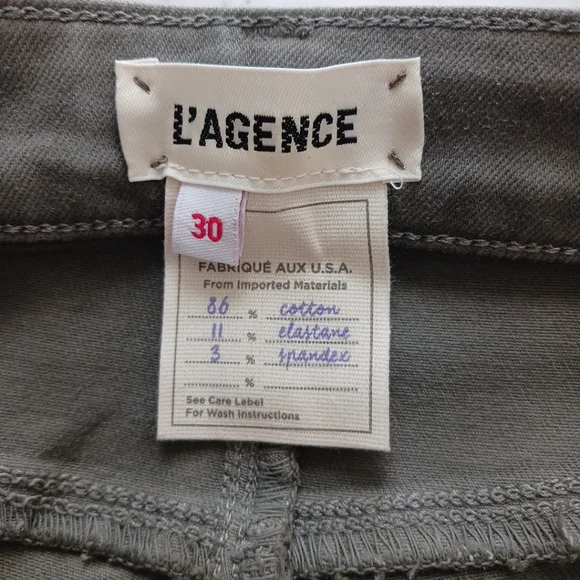 L'AGENCE
30
FABRIQUÉ AUX U.S.A.
From Imported Materials
86 % cotton
11 % elastane
3 % spandex
%
See Care Label
For Wash Instructions